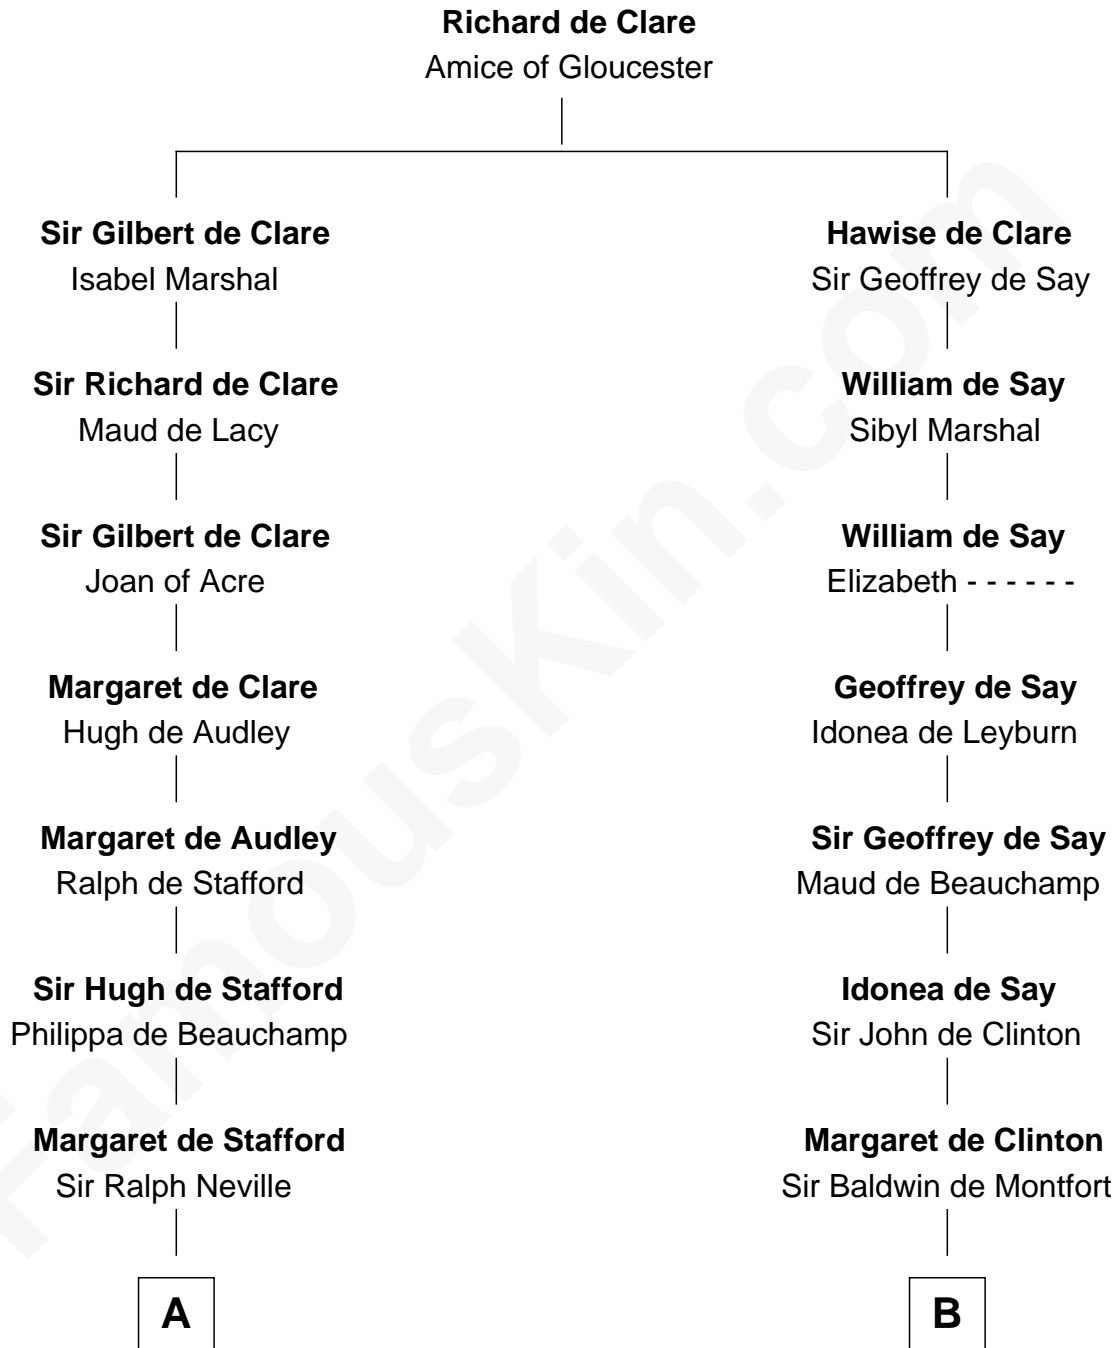 Richard de Clare
Amice of Gloucester
Sir Gilbert de Clare
Isabel Marshal
Sir Richard de Clare
Maud de Lacy
Sir Gilbert de Clare
Joan of Acre
Margaret de Clare
Hugh de Audley
Margaret de Audley
Ralph de Stafford
Sir Hugh de Stafford
Philippa de Beauchamp
Margaret de Stafford
Sir Ralph Neville
A
Hawise de Clare
Sir Geoffrey de Say
William de Say
Sibyl Marshal
William de Say
Elizabeth - - - - - -
Geoffrey de Say
Idonea de Leyburn
Sir Geoffrey de Say
Maud de Beauchamp
Idonea de Say
Sir John de Clinton
Margaret de Clinton
Sir Baldwin de Montfort
B
FamousKin.com